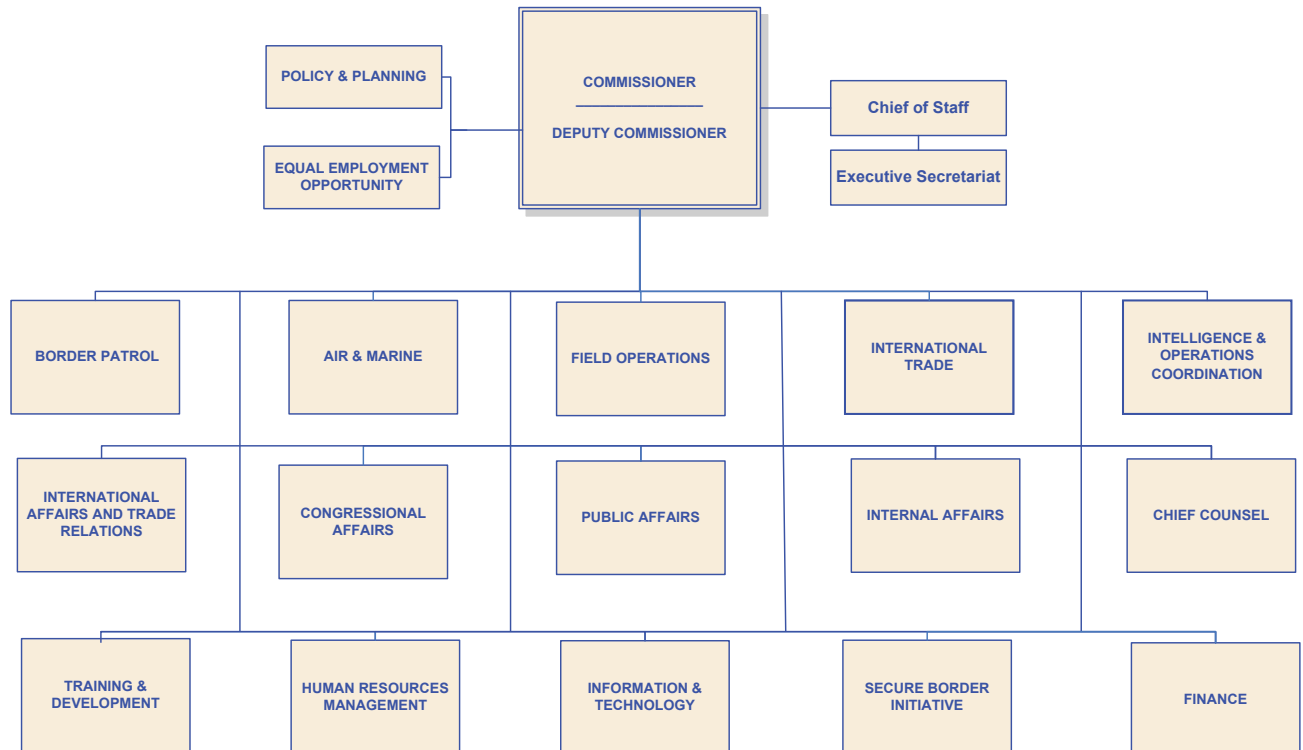 POLICY & PLANNING
EQUAL EMPLOYMENT
OPPORTUNITY
COMMISSIONER
DEPUTY COMMISSIONER
Chief of Staff
Executive Secretariat
BORDER PATROL
AIR & MARINE
FIELD OPERATIONS
INTERNATIONAL
TRADE
INTELLIGENCE &
OPERATIONS
COORDINATION
INTERNATIONAL
AFFAIRS AND TRADE
RELATIONS
CONGRESSIONAL
AFFAIRS
PUBLIC AFFAIRS
INTERNAL AFFAIRS
CHIEF COUNSEL
TRAINING &
DEVELOPMENT
HUMAN RESOURCES
MANAGEMENT
INFORMATION &
TECHNOLOGY
SECURE BORDER
INITIATIVE
FINANCE